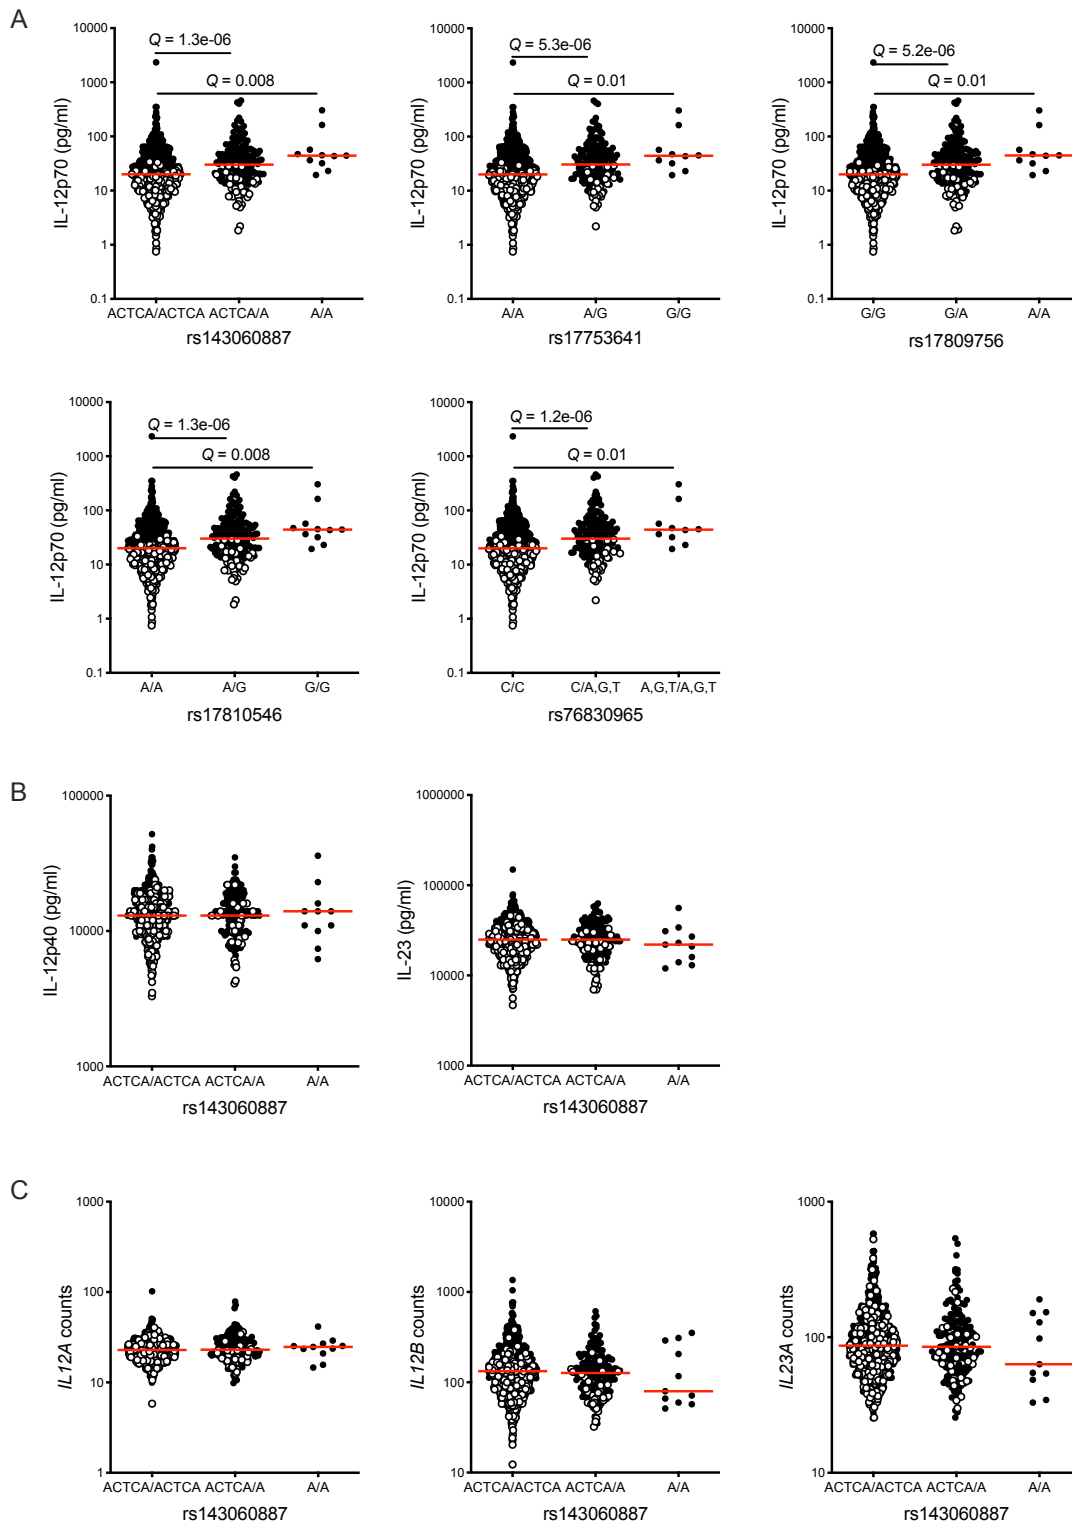 A
IL-12p70 (pg/ml)
10000
1000
100
10
1
0.1
Q = 1.3e-06
Q = 0.008
ACTCA/ACTCA ACTCA/A A/A
rs143060887
IL-12p70 (pg/ml)
10000
1000
100
10
1
0.1
Q = 5.3e-06
Q = 0.01
A/A A/G G/G
rs17753641
IL-12p70 (pg/ml)
10000
1000
100
10
1
0.1
Q = 5.2e-06
Q = 0.01
G/G G/A A/A
rs17809756
IL-12p70 (pg/ml)
10000
1000
100
10
1
0.1
Q = 1.3e-06
Q = 0.008
A/A A/G G/G
rs17810546
IL-12p70 (pg/ml)
10000
1000
100
10
1
0.1
Q = 1.2e-06
Q = 0.01
C/C C/A,G,T A,G,T/A,G,T
rs76830965
B
IL-12p40 (pg/ml)
100000
10000
1000
ACTCA/ACTCA ACTCA/A A/A
rs143060887
IL-23 (pg/ml)
1000000
100000
10000
1000
ACTCA/ACTCA ACTCA/A A/A
rs143060887
C
IL12A counts
1000
100
10
1
ACTCA/ACTCA ACTCA/A A/A
rs143060887
IL12B counts
10000
1000
100
10
ACTCA/ACTCA ACTCA/A A/A
rs143060887
IL23A counts
1000
100
10
ACTCA/ACTCA ACTCA/A A/A
rs143060887